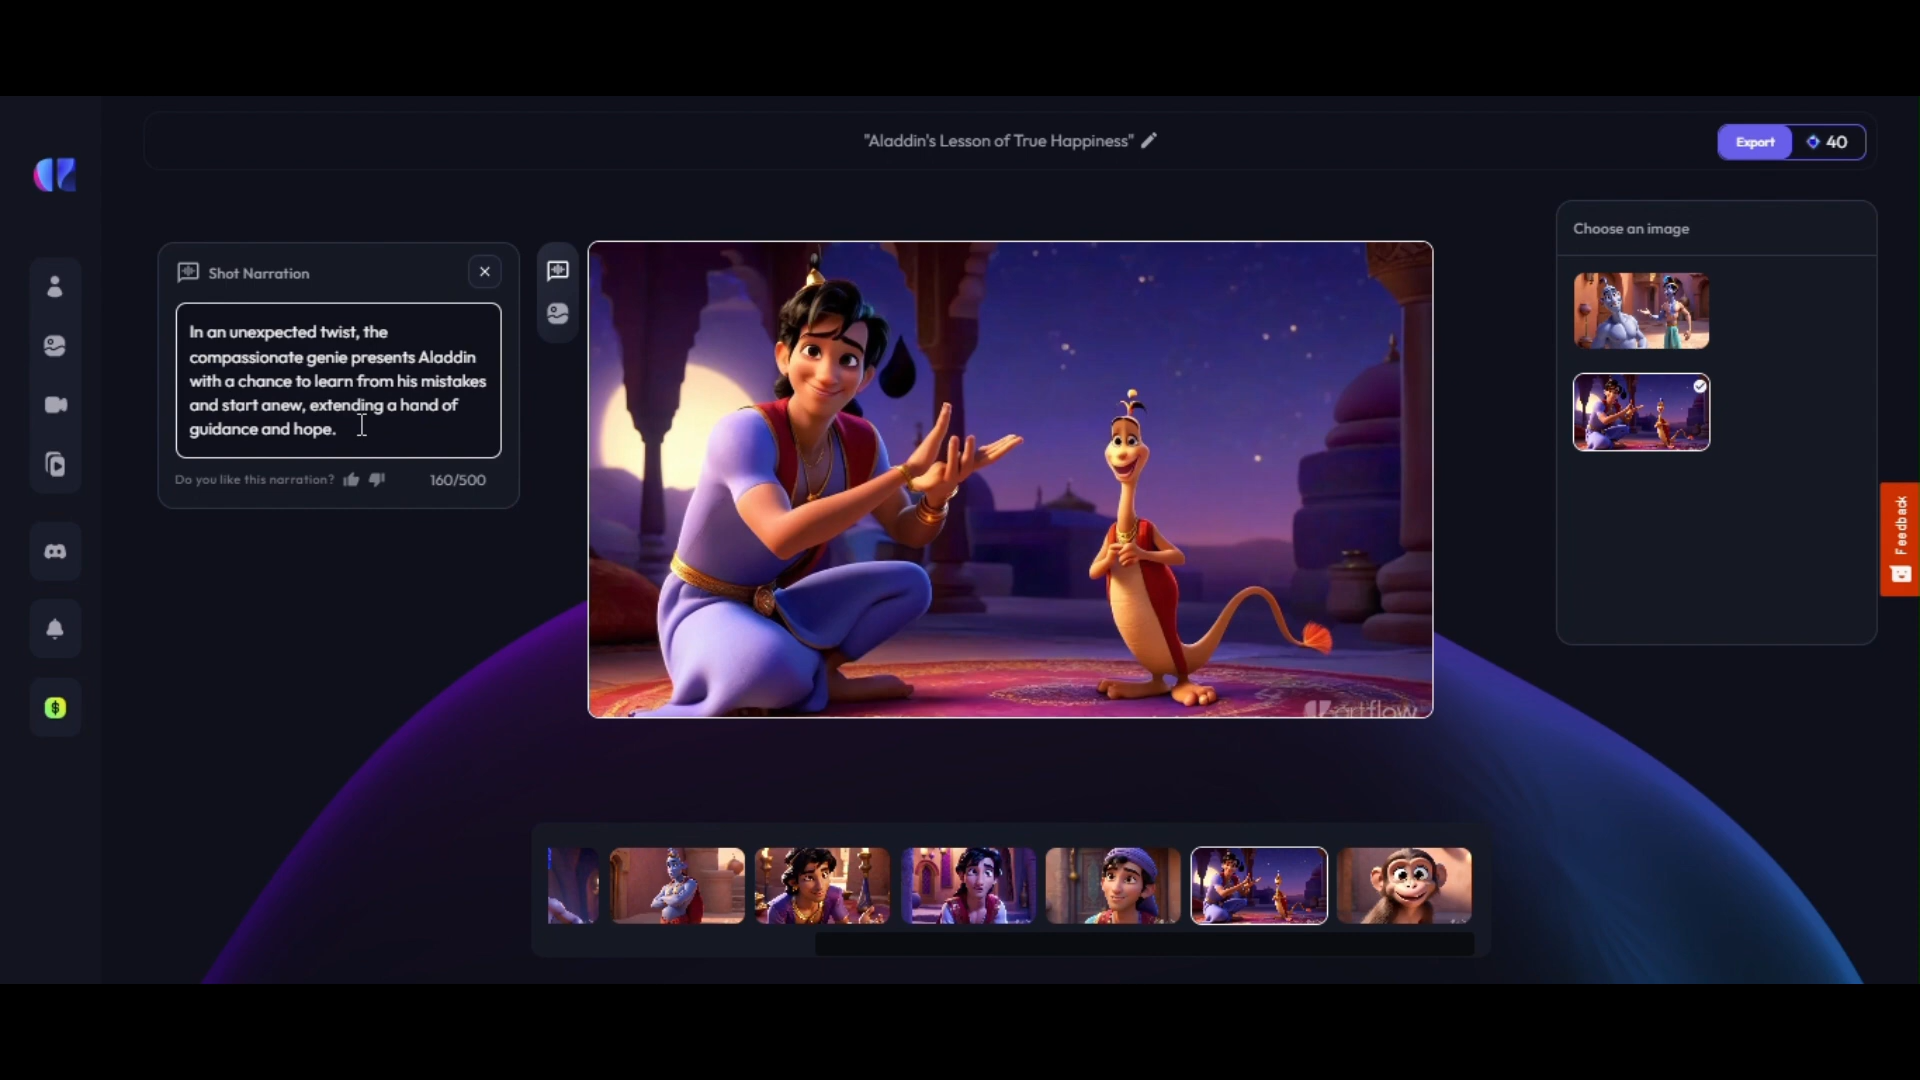 "Aladdin's Lesson of True Happiness"
Export
40
Shot Narration
In an unexpected twist, the
compassionate genie presents Aladdin
with a chance to learn from his mistakes
and start anew, extending a hand of
guidance and hope.
Do you like this narration?
160/500
Choose an image
Feedback
artflow